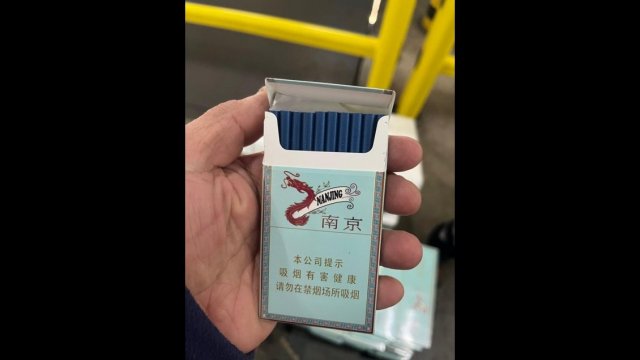 NANJING
南京
本公司提示
吸烟有害健康
请勿在禁烟场所吸烟